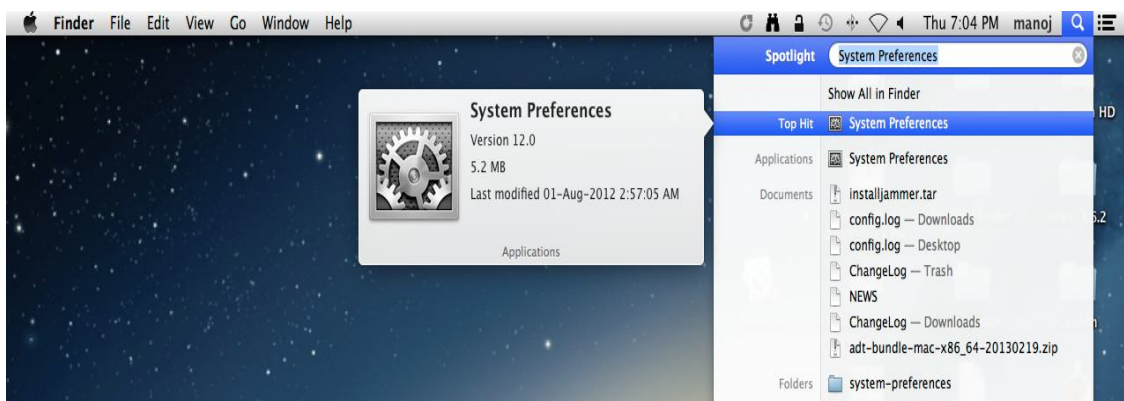 Finder File Edit View Go Window Help
Thu 7:04 PM manoj
Spotlight System Preferences
Show All in Finder
Top Hit System Preferences
Applications System Preferences
Documents installjammer.tar
config.log — Downloads
config.log — Desktop
ChangeLog — Trash
NEWS
ChangeLog — Downloads
adt-bundle-mac-x86_64-20130219.zip
Folders system-preferences
System Preferences
Version 12.0
5.2 MB
Last modified 01-Aug-2012 2:57:05 AM
Applications
HD